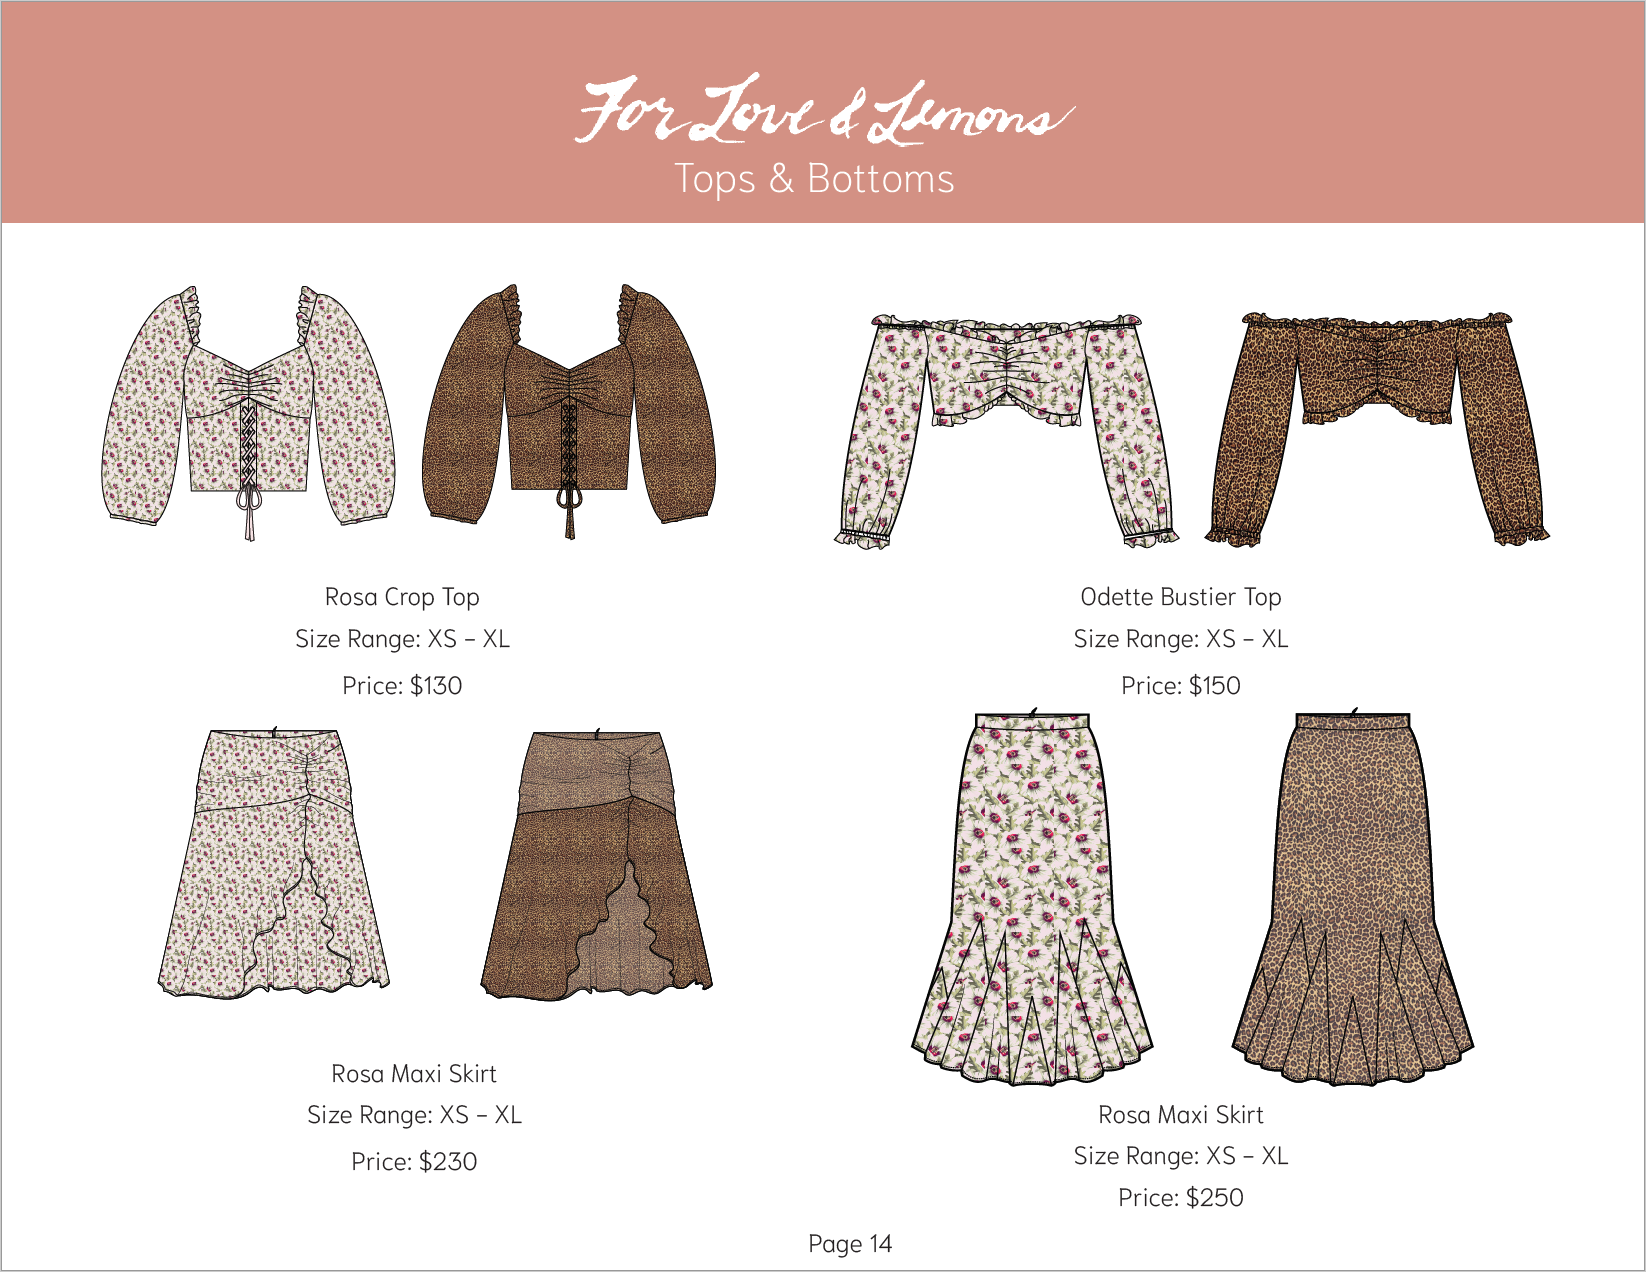 For Love & Lemons
Tops & Bottoms
Rosa Crop Top
Size Range: XS – XL
Price: $130
Odette Bustier Top
Size Range: XS – XL
Price: $150
Rosa Maxi Skirt
Size Range: XS – XL
Price: $230
Rosa Maxi Skirt
Size Range: XS – XL
Price: $250
Page 14